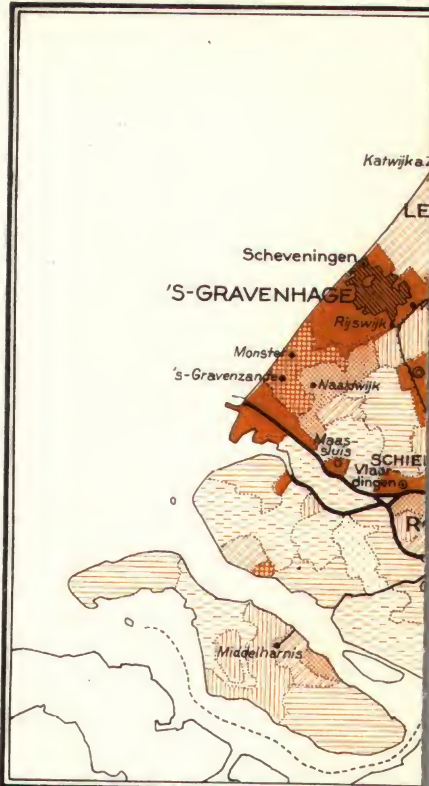 Katwijk a. Z
LE
Scheveningen
'S-GRAVENHAGE
Rijswijk
Monster
's-Gravenzande
Naaldwijk
Maas-
sluis
SCHIE
Vlaar-
dingen
R
Middelharnis